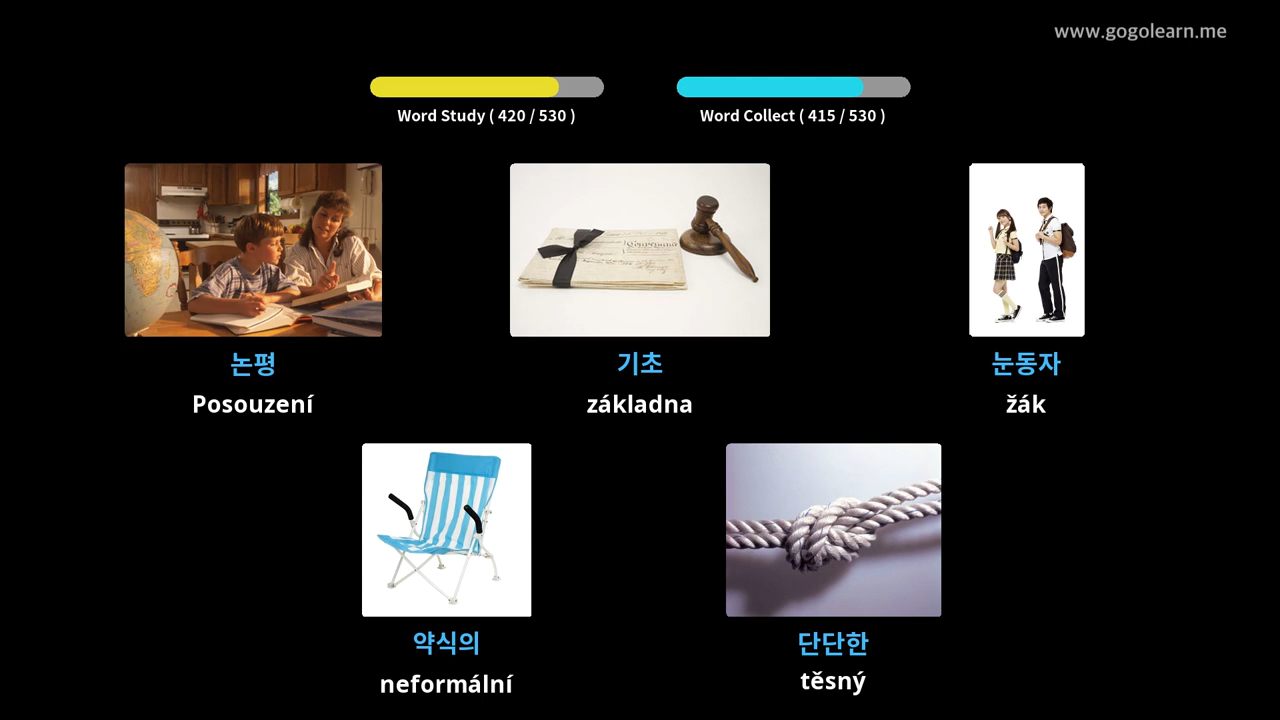 www.gogolearn.me
Word Study ( 420 / 530 )
Word Collect ( 415 / 530 )
논평
기초
눈동자
Posouzení
základna
žák
약식의
단단한
neformální
těsný